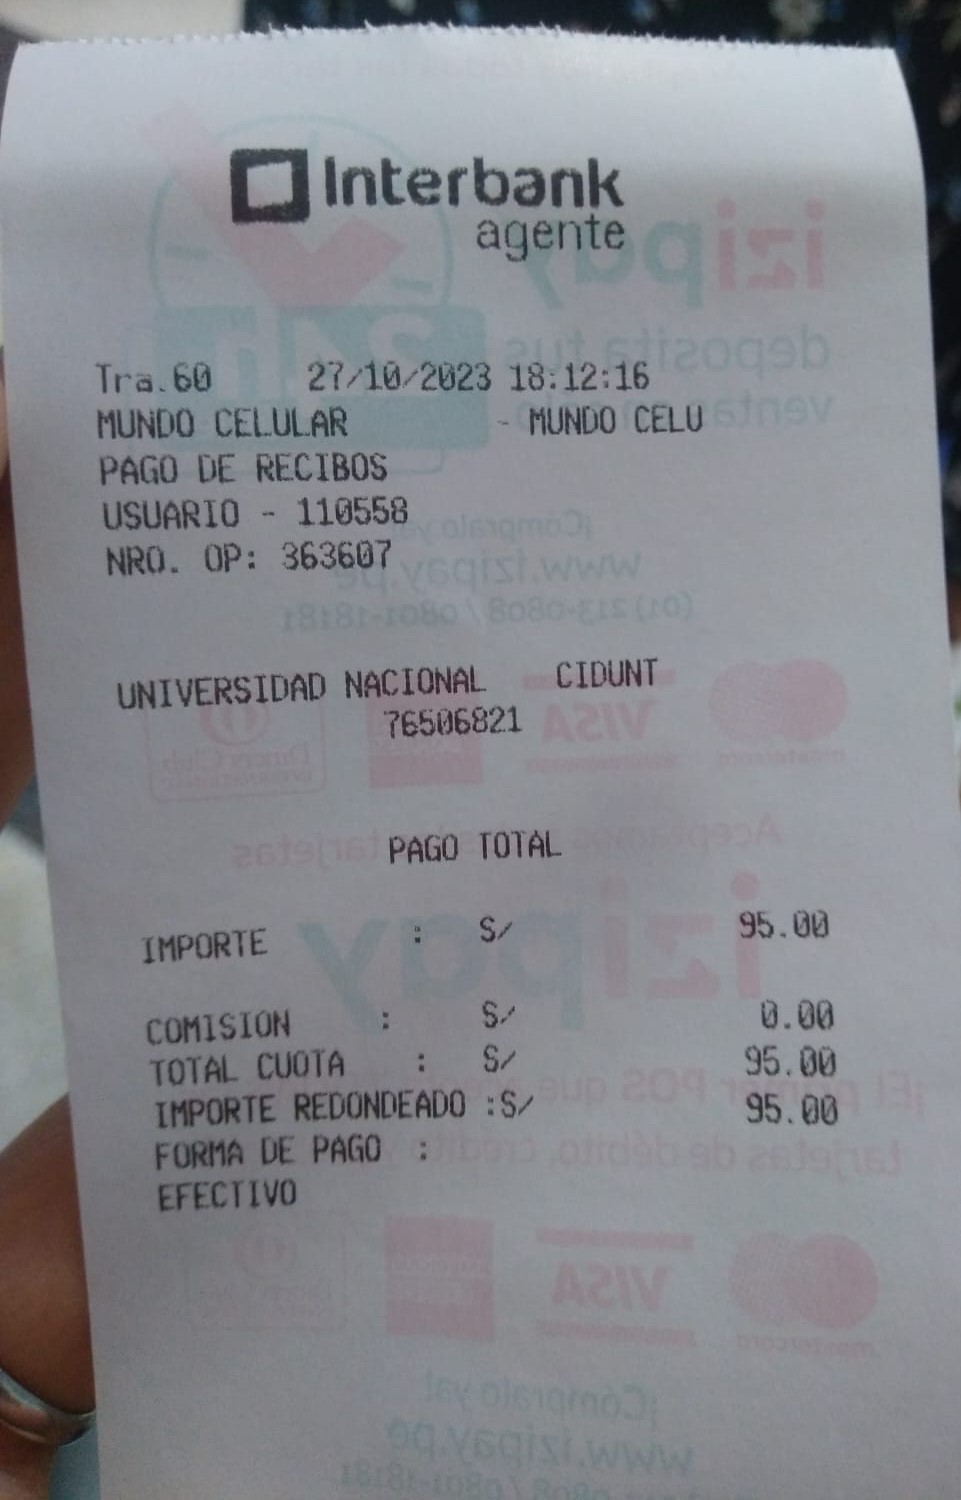 Interbank
agente
Tra.60 27/10/2023 18:12:16
MUNDO CELULAR - MUNDO CELU
PAGO DE RECIBOS
USUARIO - 110558
NRO. OP: 363607
UNIVERSIDAD NACIONAL CIDUNT
76506821
PAGO TOTAL
IMPORTE : S/ 95.00
COMISION : S/ 0.00
TOTAL CUOTA : S/ 95.00
IMPORTE REDONDEADO :S/ 95.00
FORMA DE PAGO :
EFECTIVO